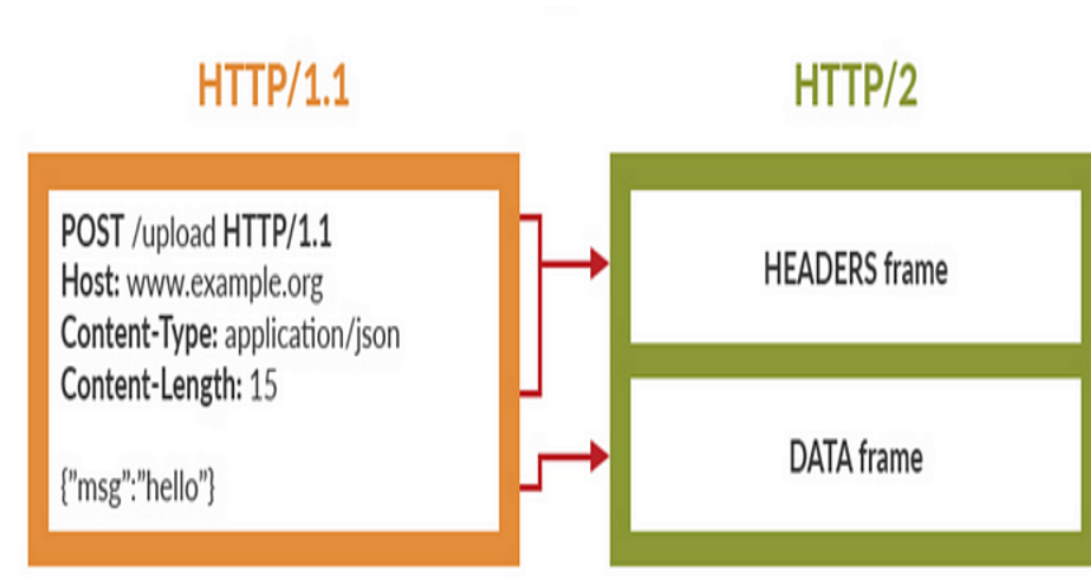 HTTP/1.1
POST /upload HTTP/1.1
Host: www.example.org
Content-Type: application/json
Content-Length: 15
{”msg”:”hello”}
HTTP/2
HEADERS frame
DATA frame